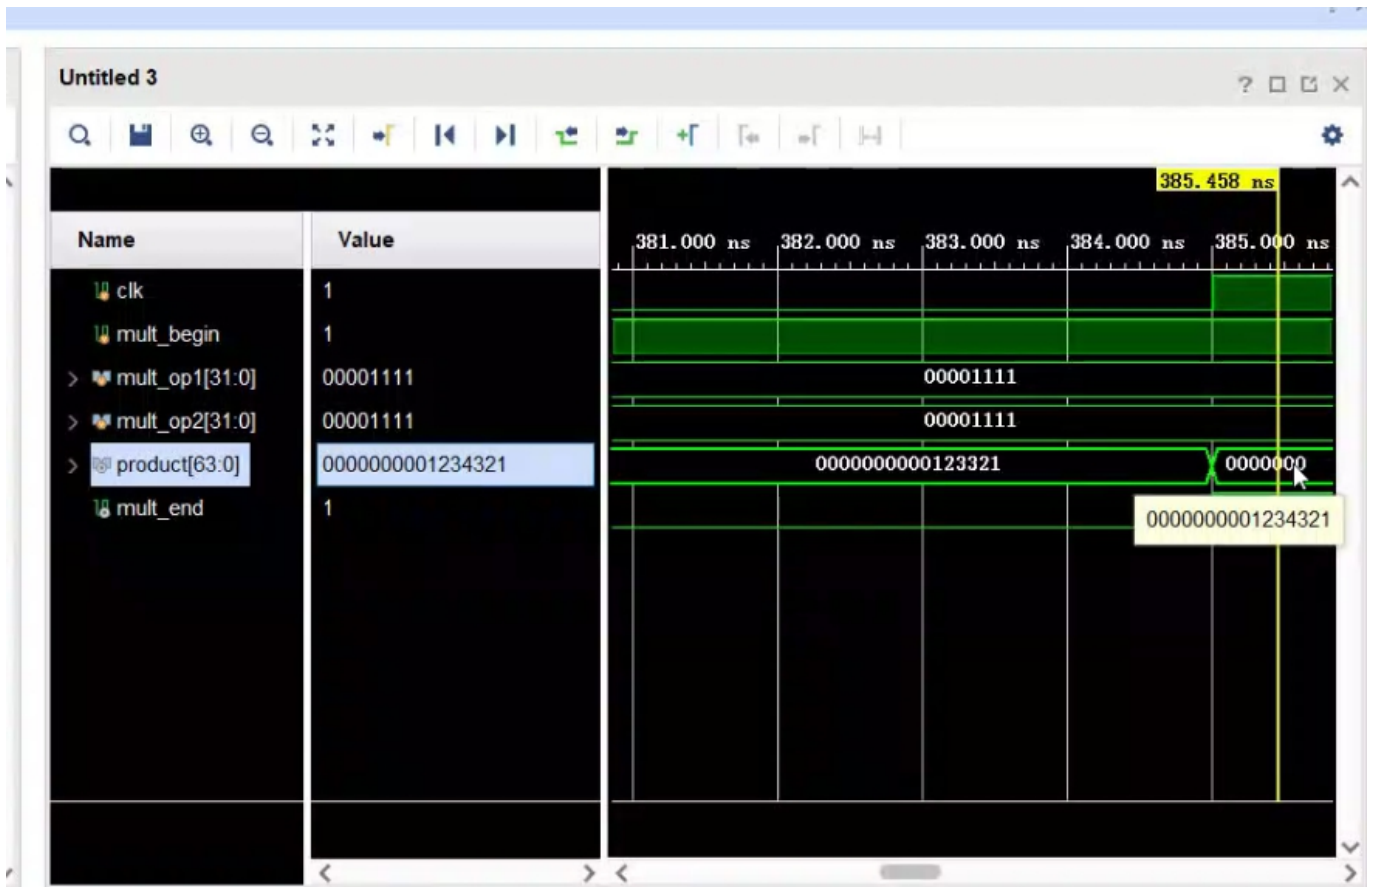 Untitled 3
385.458 ns
Name
Value
381.000 ns
382.000 ns
383.000 ns
384.000 ns
385.000 ns
clk
1
mult_begin
1
mult_op1[31:0]
00001111
00001111
mult_op2[31:0]
00001111
00001111
product[63:0]
0000000001234321
0000000000123321
0000000
mult_end
1
0000000001234321